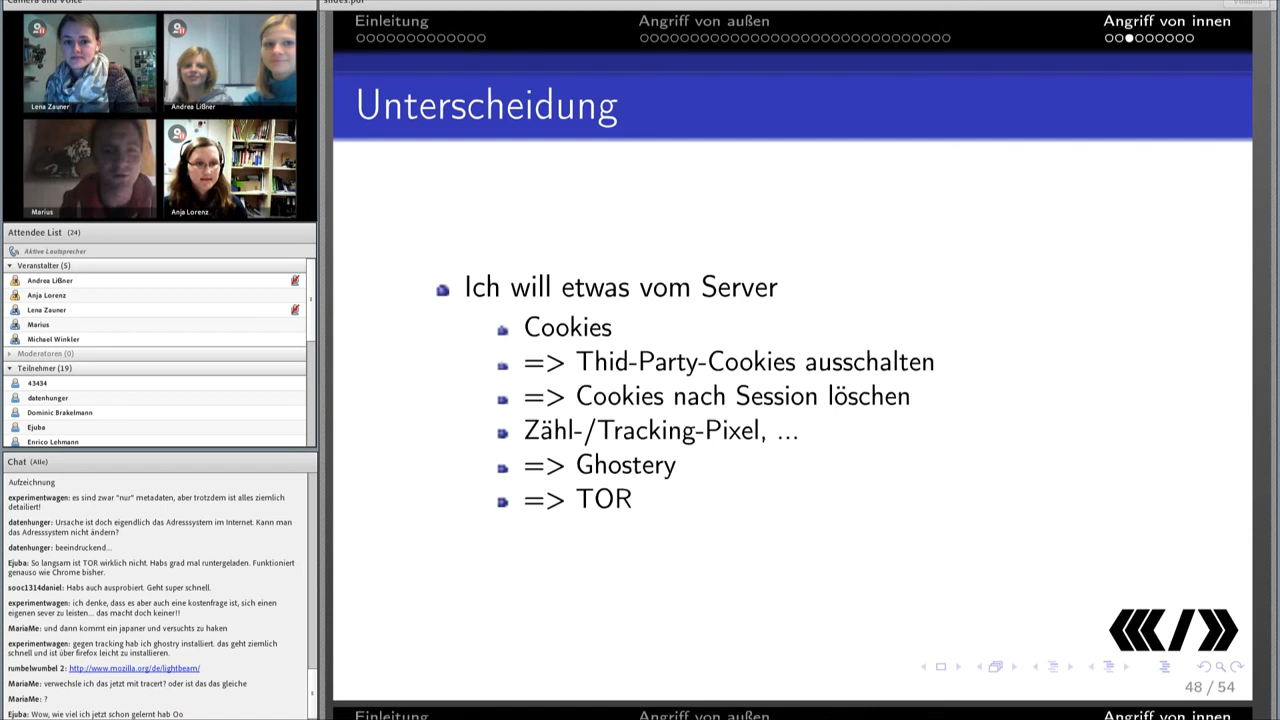 Camera and Voice
Lena Zauner
Andrea Lißner
Marius
Anja Lorenz
Attendee List (24)
Aktive Lautsprecher
Veranstalter (5)
Andrea Lißner
Anja Lorenz
Lena Zauner
Marius
Michael Winkler
Moderatoren (0)
Teilnehmer (19)
43434
datenhunger
Dominic Brakelmann
Ejuba
Enrico Lehmann
Chat (Alle)
Aufzeichnung
experimentwagen: es sind zwar "nur" metadaten, aber trotzdem ist alles ziemlich
detailiert!
datenhunger: Ursache ist doch eigendlich das Adresssystem im Internet. Kann man
das Adresssystem nicht ändern?
datenhunger: beeindruckend...
Ejuba: So langsam ist TOR wirklich nicht. Habs grad mal runtergeladen. Funktioniert
genauso wie Chrome bisher.
sooc1314daniel: Habs auch ausprobiert. Geht super schnell.
experimentwagen: ich denke, dass es aber auch eine kostenfrage ist, sich einen
eigenen sever zu leisten... das macht doch keiner!!
MariaMe: und dann kommt ein japaner und versuchts zu haken
experimentwagen: gegen tracking hab ich ghostry installiert. das geht ziemlich
schnell und ist über firefox leicht zu installieren.
rumbelwumbel 2: http://www.mozilla.org/de/lightbeam/
MariaMe: verwechsle ich das jetzt mit tracert? oder ist das das gleiche
MariaMe: ?
Ejuba: Wow, wie viel ich jetzt schon gelernt hab Oo
slides.pdf
Einleitung
Angriff von außen
Angriff von innen
Unterscheidung
Ich will etwas vom Server
Cookies
=> Thid-Party-Cookies ausschalten
=> Cookies nach Session löschen
Zähl-/Tracking-Pixel, ...
=> Ghostery
=> TOR
48 / 54
Einleitung
Angriff von außen
Angriff von innen